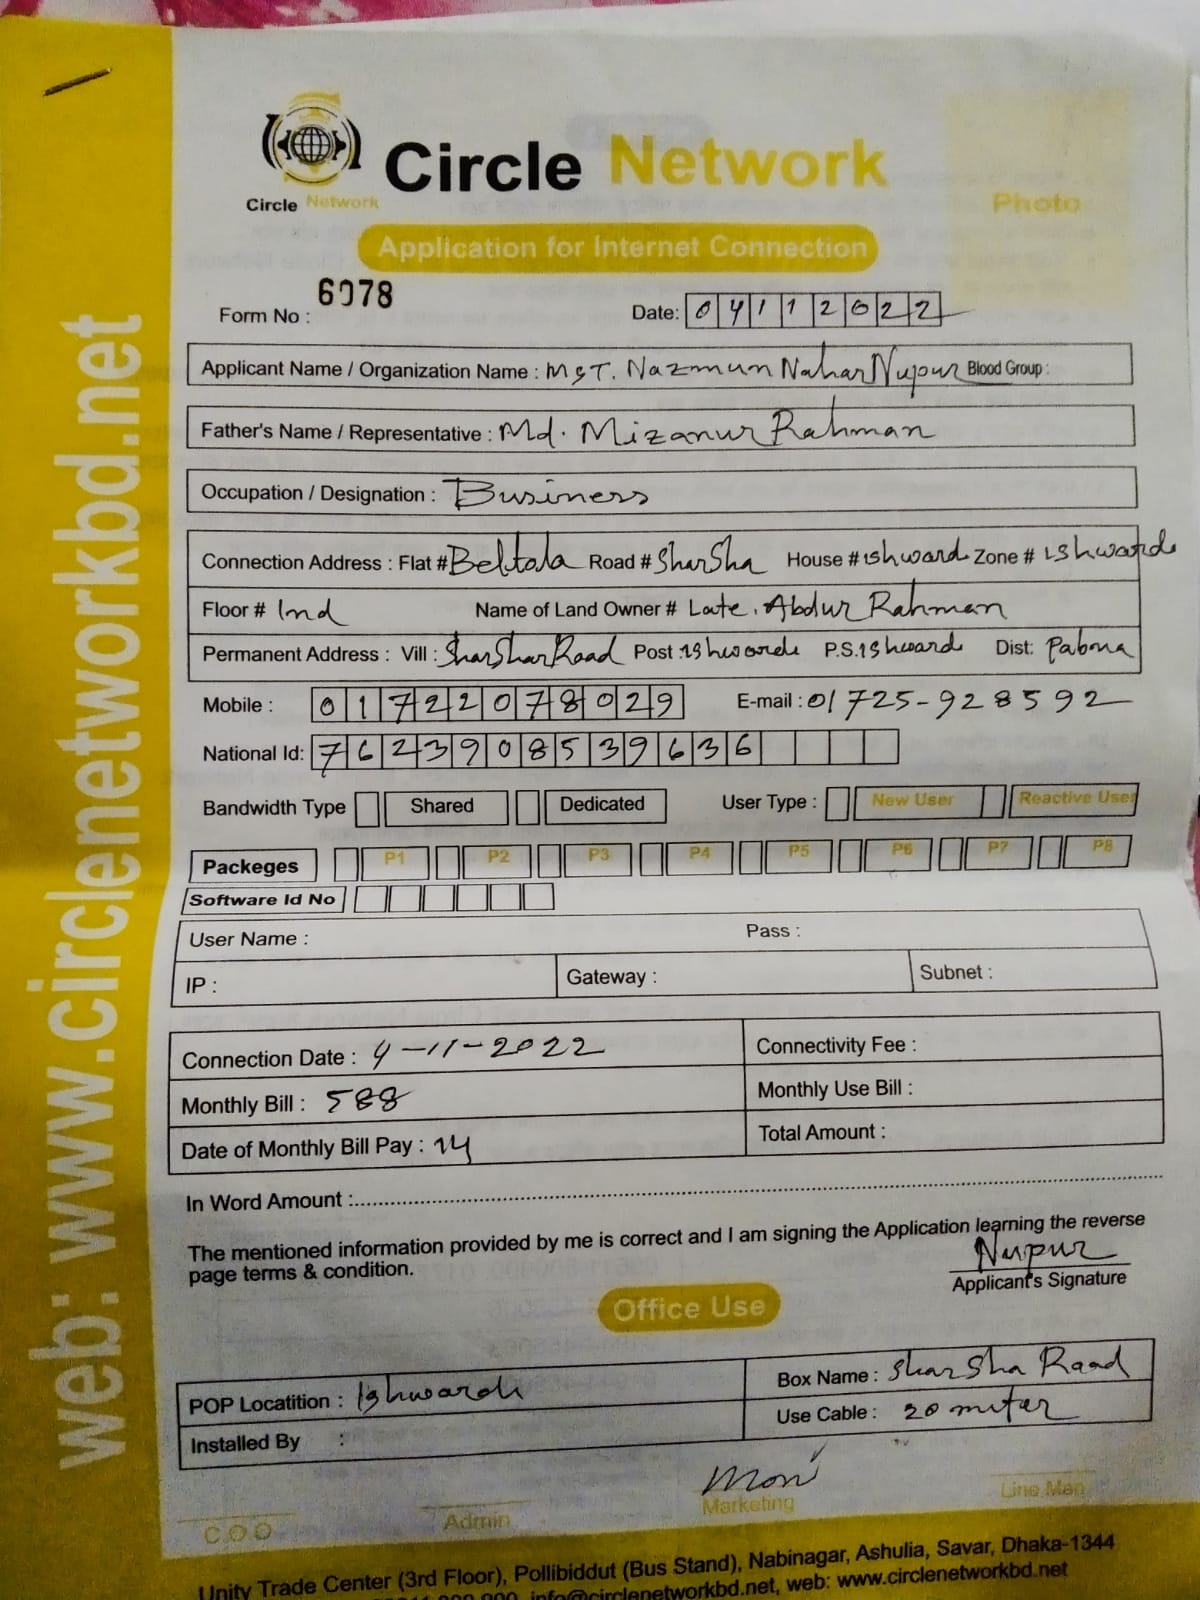 Circle Network
Circle Network
Photo
Application for Internet Connection
Form No : 6978
Date: 04112022
Applicant Name / Organization Name : MST. Nazmun Nahar Nupur Blood Group :
Father's Name / Representative : Md. Mizanur Rahman
Occupation / Designation : Business
Connection Address : Flat # Beltala Road # Sharsha House # Ishwardi Zone # Ishwardi
Floor # Ind Name of Land Owner # Late. Abdur Rahman
Permanent Address : Vill : Sharshar Road Post : Ishwardi P.S. Ishwardi Dist: Pabna
Mobile : 01722078029 E-mail : 01725-928592
National Id: 7623908539636
Bandwidth Type Shared Dedicated User Type : New User Reactive User
Packeges P1 P2 P3 P4 P5 P6 P7 P8
Software Id No
User Name : Pass :
IP : Gateway : Subnet :
Connection Date : 4-11-2022 Connectivity Fee :
Monthly Bill : 588 Monthly Use Bill :
Date of Monthly Bill Pay : 14 Total Amount :
In Word Amount :
The mentioned information provided by me is correct and I am signing the Application learning the reverse
page terms & condition.
Nupur
Applicant's Signature
Office Use
POP Locatition : Ishwardi Box Name : Sharsha Road
Installed By : Use Cable : 20 miter
Moni
C O O Admin Marketing Line Man
Unity Trade Center (3rd Floor), Pollibiddut (Bus Stand), Nabinagar, Ashulia, Savar, Dhaka-1344
info@circlenetworkbd.net, web: www.circlenetworkbd.net
web: www.circlenetworkbd.net